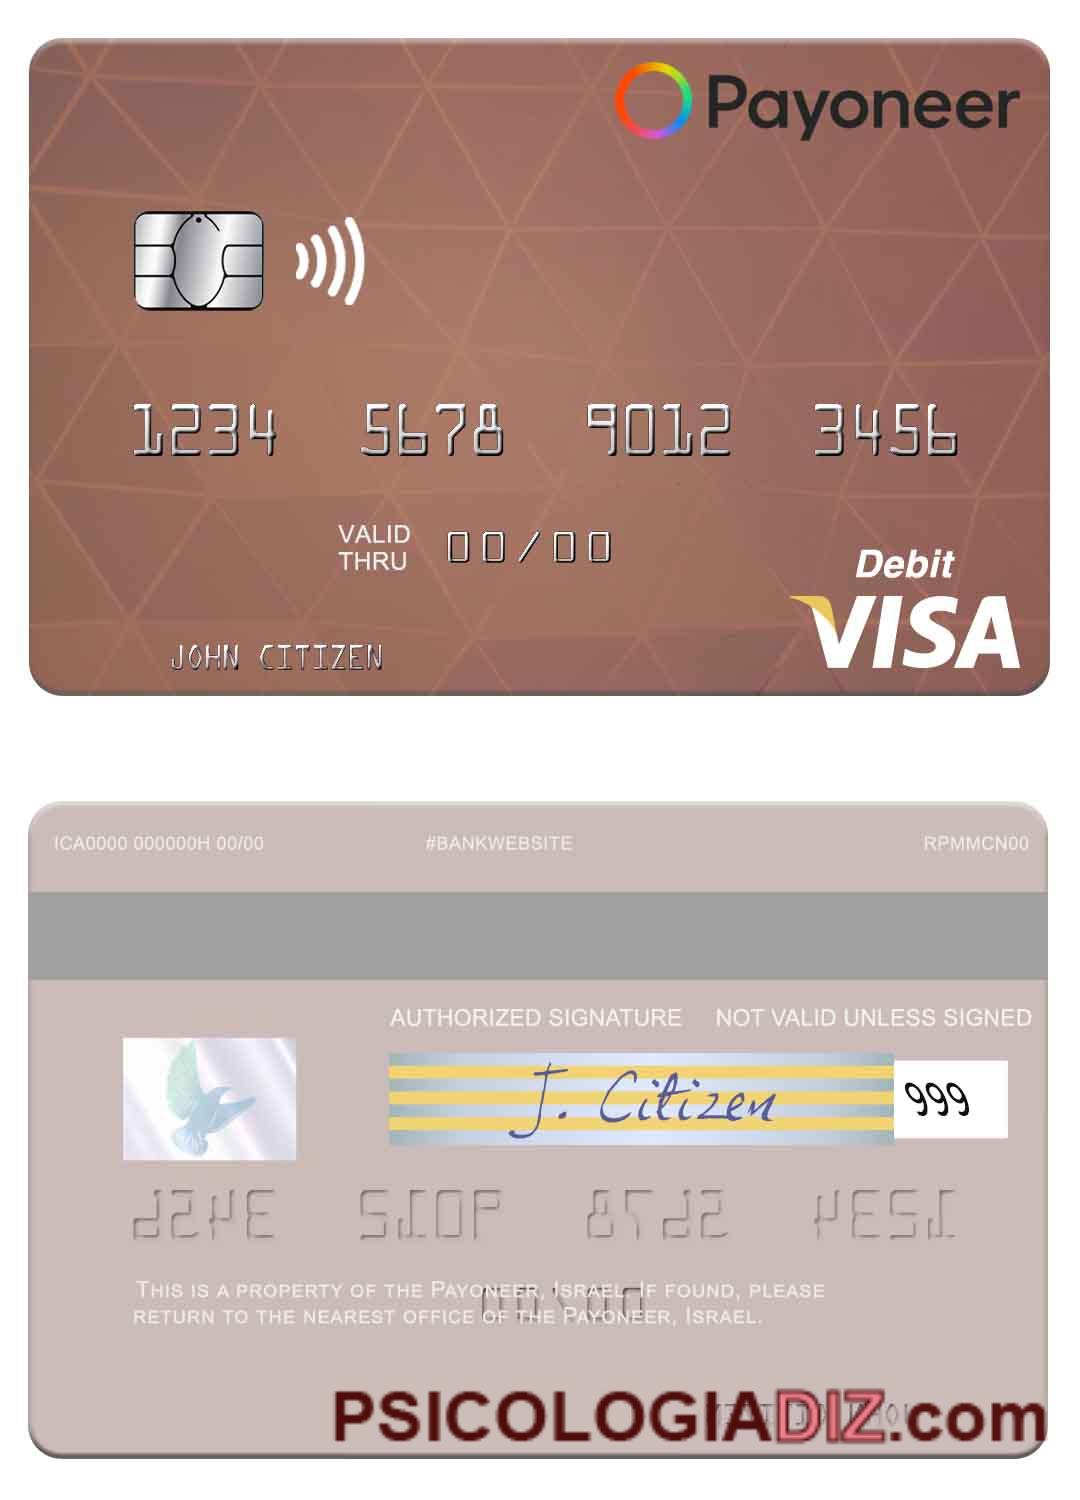 Payoneer
1234 5678 9012 3456
VALID
THRU 00/00
Debit
VISA
JOHN CITIZEN
ICA0000 000000H 00/00 #BANKWEBSITE RPMMCN00
AUTHORIZED SIGNATURE NOT VALID UNLESS SIGNED
J. Citizen 999
THIS IS A PROPERTY OF THE PAYONEER, ISRAEL. IF FOUND, PLEASE
RETURN TO THE NEAREST OFFICE OF THE PAYONEER, ISRAEL.
PSICOLOGIADIZ.com